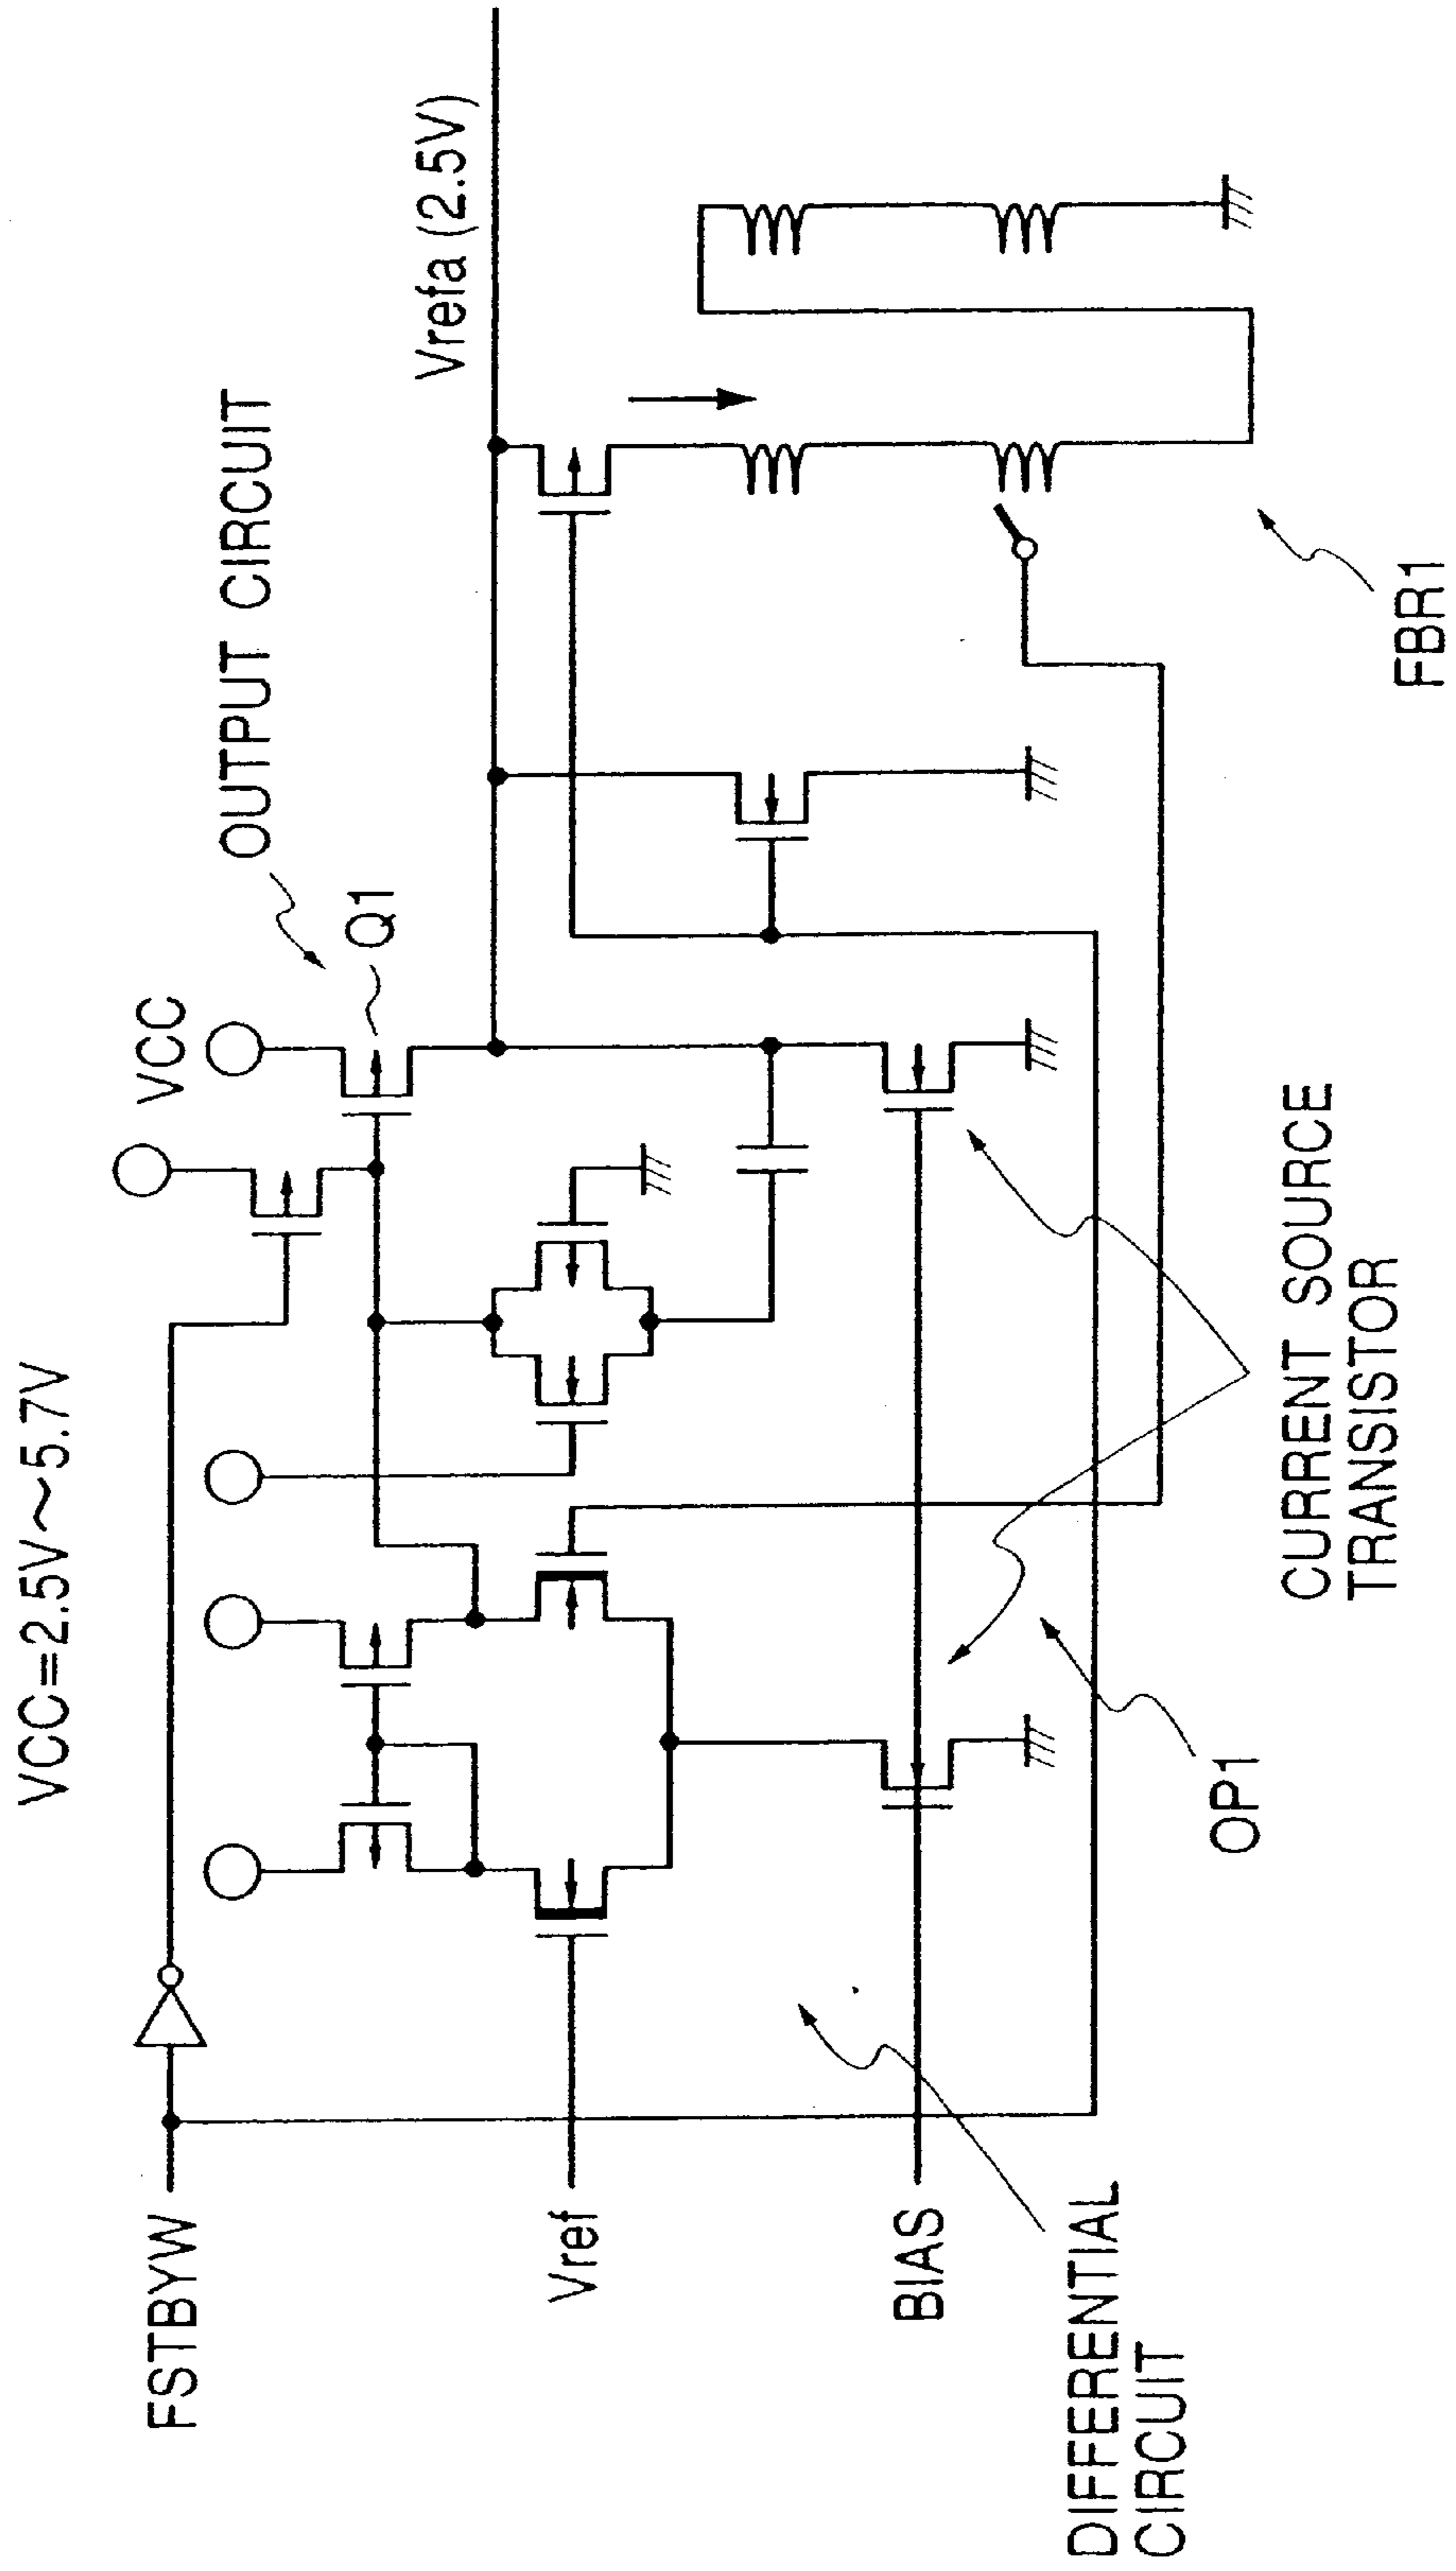 VCC=2.5V～5.7V
VCC
OUTPUT CIRCUIT
Q1
Vrefa (2.5V)
FSTBYW
Vref
BIAS
DIFFERENTIAL
CIRCUIT
OP1
CURRENT SOURCE
TRANSISTOR
FBR1